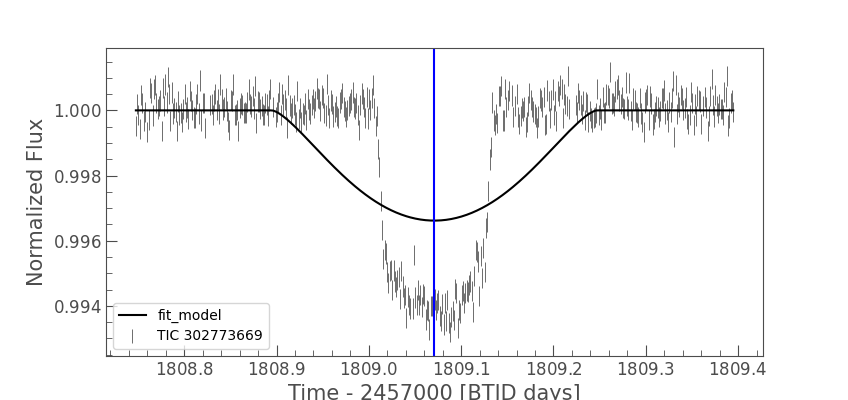 Normalized Flux
1.000
0.998
0.996
0.994
fit_model
TIC 302773669
1808.8 1808.9 1809.0 1809.1 1809.2 1809.3 1809.4
Time - 2457000 [BTJD days]